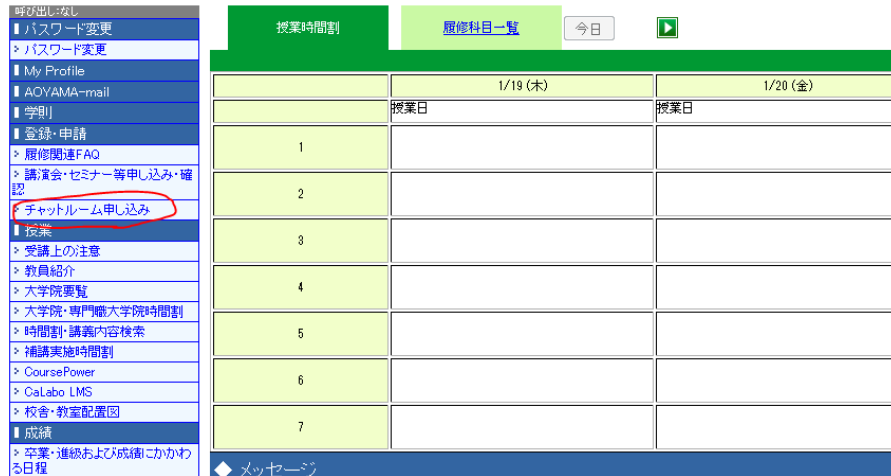 呼び出し:なし
パスワード変更
パスワード変更
My Profile
AOYAMA-mail
学則
登録・申請
履修関連FAQ
講演会・セミナー等申し込み・確
認
チャットルーム申し込み
授業
受講上の注意
教員紹介
大学院要覧
大学院・専門職大学院時間割
時間割・講義内容検索
補講実施時間割
CoursePower
CaLabo LMS
校舎・教室配置図
成績
卒業・進級および成績にかかわ
る日程
授業時間割 履修科目一覧 今日
1/19 (木) 1/20 (金)
授業日 授業日
1
2
3
4
5
6
7
◆ メッセージ